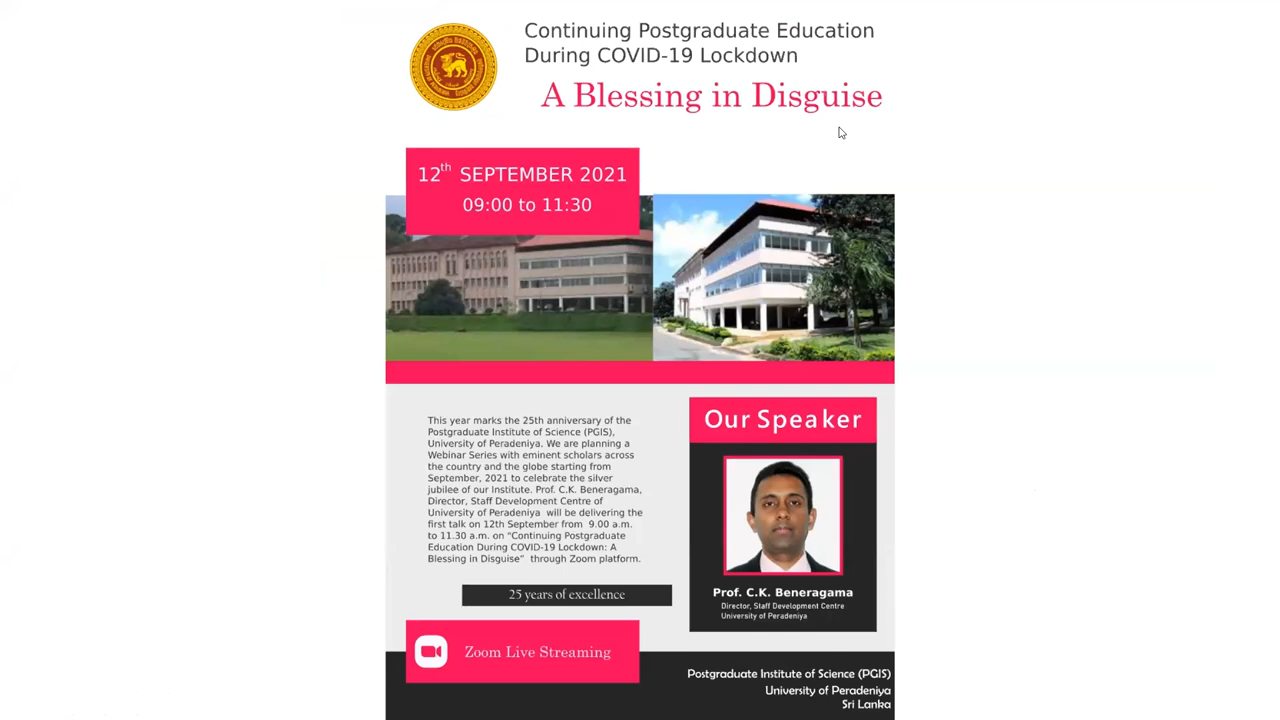 Continuing Postgraduate Education
During COVID-19 Lockdown
A Blessing in Disguise
12th SEPTEMBER 2021
09:00 to 11:30
This year marks the 25th anniversary of the
Postgraduate Institute of Science (PGIS),
University of Peradeniya. We are planning a
Webinar Series with eminent scholars across
the country and the globe starting from
September, 2021 to celebrate the silver
jubilee of our Institute. Prof. C.K. Beneragama,
Director, Staff Development Centre of
University of Peradeniya will be delivering the
first talk on 12th September from 9.00 a.m.
to 11.30 a.m. on “Continuing Postgraduate
Education During COVID-19 Lockdown: A
Blessing in Disguise” through Zoom platform.
25 years of excellence
Zoom Live Streaming
Our Speaker
Prof. C.K. Beneragama
Director, Staff Development Centre
University of Peradeniya
Postgraduate Institute of Science (PGIS)
University of Peradeniya
Sri Lanka